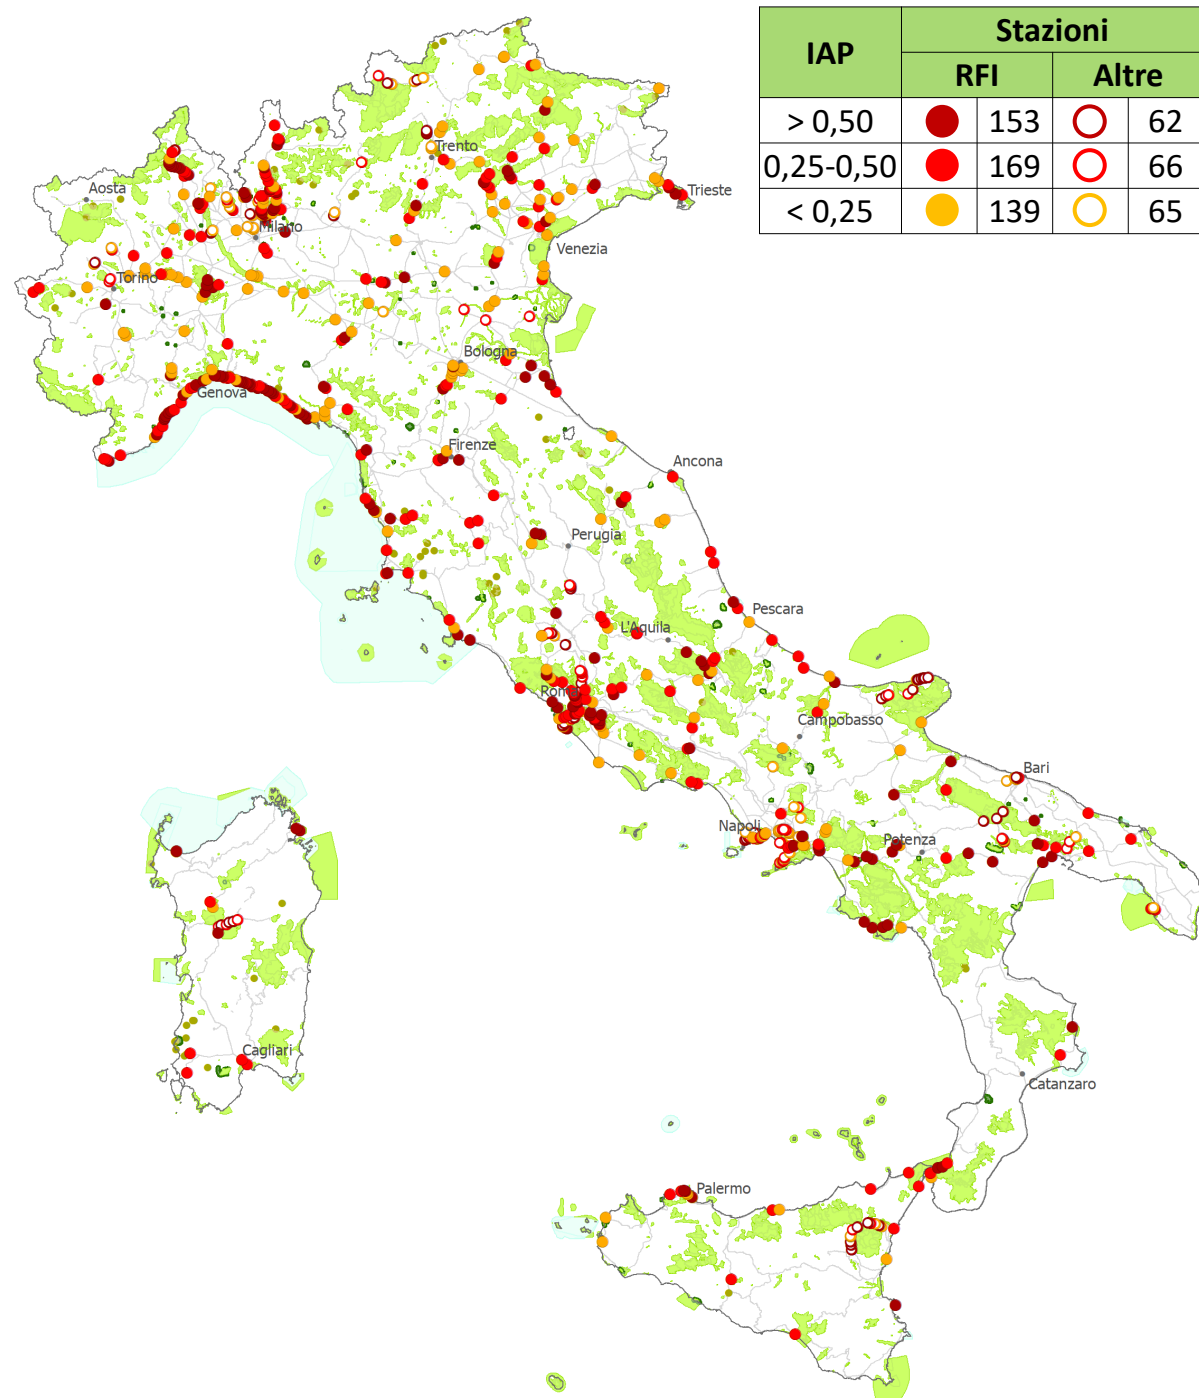 IAP Stazioni
RFI Altre
> 0,50 153 62
0,25-0,50 169 66
< 0,25 139 65
Trento
Aosta
Trieste
Milano
Venezia
Torino
Bologna
Genova
Firenze
Ancona
Perugia
Pescara
L'Aquila
Roma
Campobasso
Bari
Napoli
Potenza
Cagliari
Catanzaro
Palermo